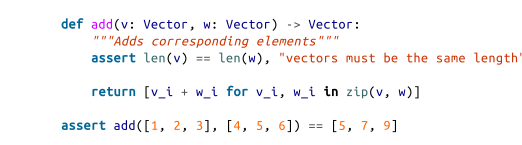 def add(v: Vector, w: Vector) -> Vector:
    """Adds corresponding elements"""
    assert len(v) == len(w), "vectors must be the same length"

    return [v_i + w_i for v_i, w_i in zip(v, w)]

assert add([1, 2, 3], [4, 5, 6]) == [5, 7, 9]